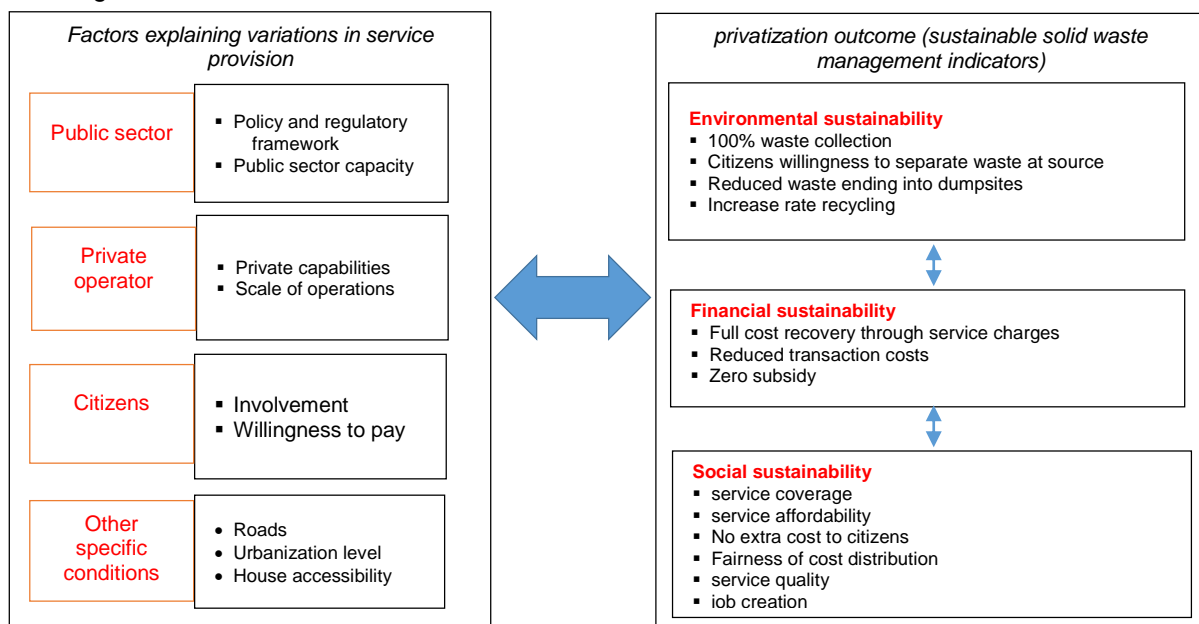 Factors explaining variations in service
provision
Public sector
▪ Policy and regulatory
framework
▪ Public sector capacity
Private
operator
▪ Private capabilities
▪ Scale of operations
Citizens
▪ Involvement
▪ Willingness to pay
Other
specific
conditions
• Roads
• Urbanization level
• House accessibility
privatization outcome (sustainable solid waste
management indicators)
Environmental sustainability
▪ 100% waste collection
▪ Citizens willingness to separate waste at source
▪ Reduced waste ending into dumpsites
▪ Increase rate recycling
Financial sustainability
▪ Full cost recovery through service charges
▪ Reduced transaction costs
▪ Zero subsidy
Social sustainability
▪ service coverage
▪ service affordability
▪ No extra cost to citizens
▪ Fairness of cost distribution
▪ service quality
▪ job creation